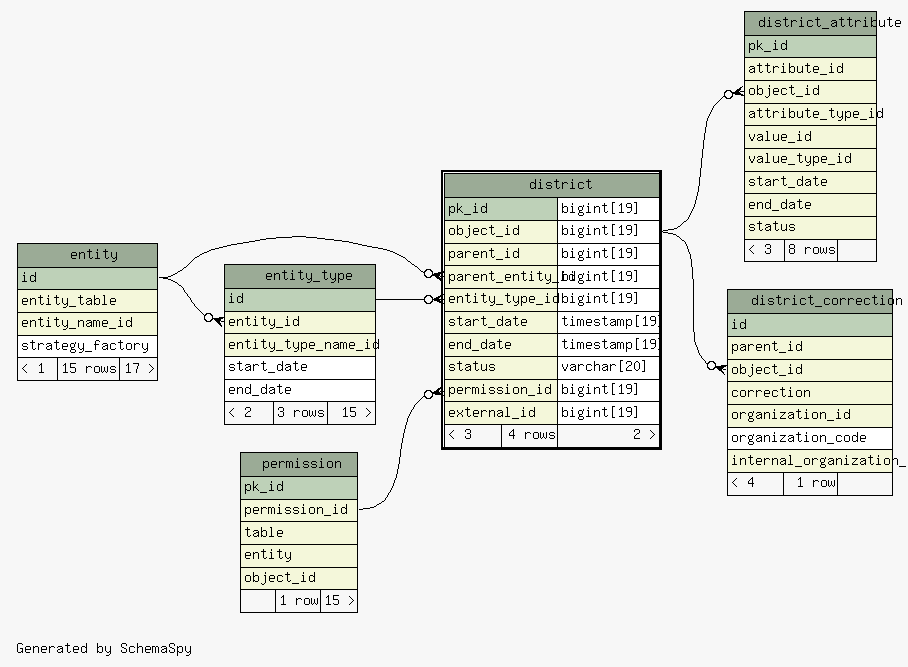 district_attribute
pk_id
attribute_id
object_id
attribute_type_id
value_id
value_type_id
start_date
end_date
status
< 3 8 rows
district
pk_id bigint[19]
object_id bigint[19]
parent_id bigint[19]
parent_entity_id bigint[19]
entity_type_id bigint[19]
start_date timestamp[19]
end_date timestamp[19]
status varchar[20]
permission_id bigint[19]
external_id bigint[19]
< 3 4 rows 2 >
entity
id
entity_table
entity_name_id
strategy_factory
< 1 15 rows 17 >
entity_type
id
entity_id
entity_type_name_id
start_date
end_date
< 2 3 rows 15 >
district_correction
id
parent_id
object_id
correction
organization_id
organization_code
internal_organization_
< 4 1 row
permission
pk_id
permission_id
table
entity
object_id
1 row 15 >
Generated by SchemaSpy